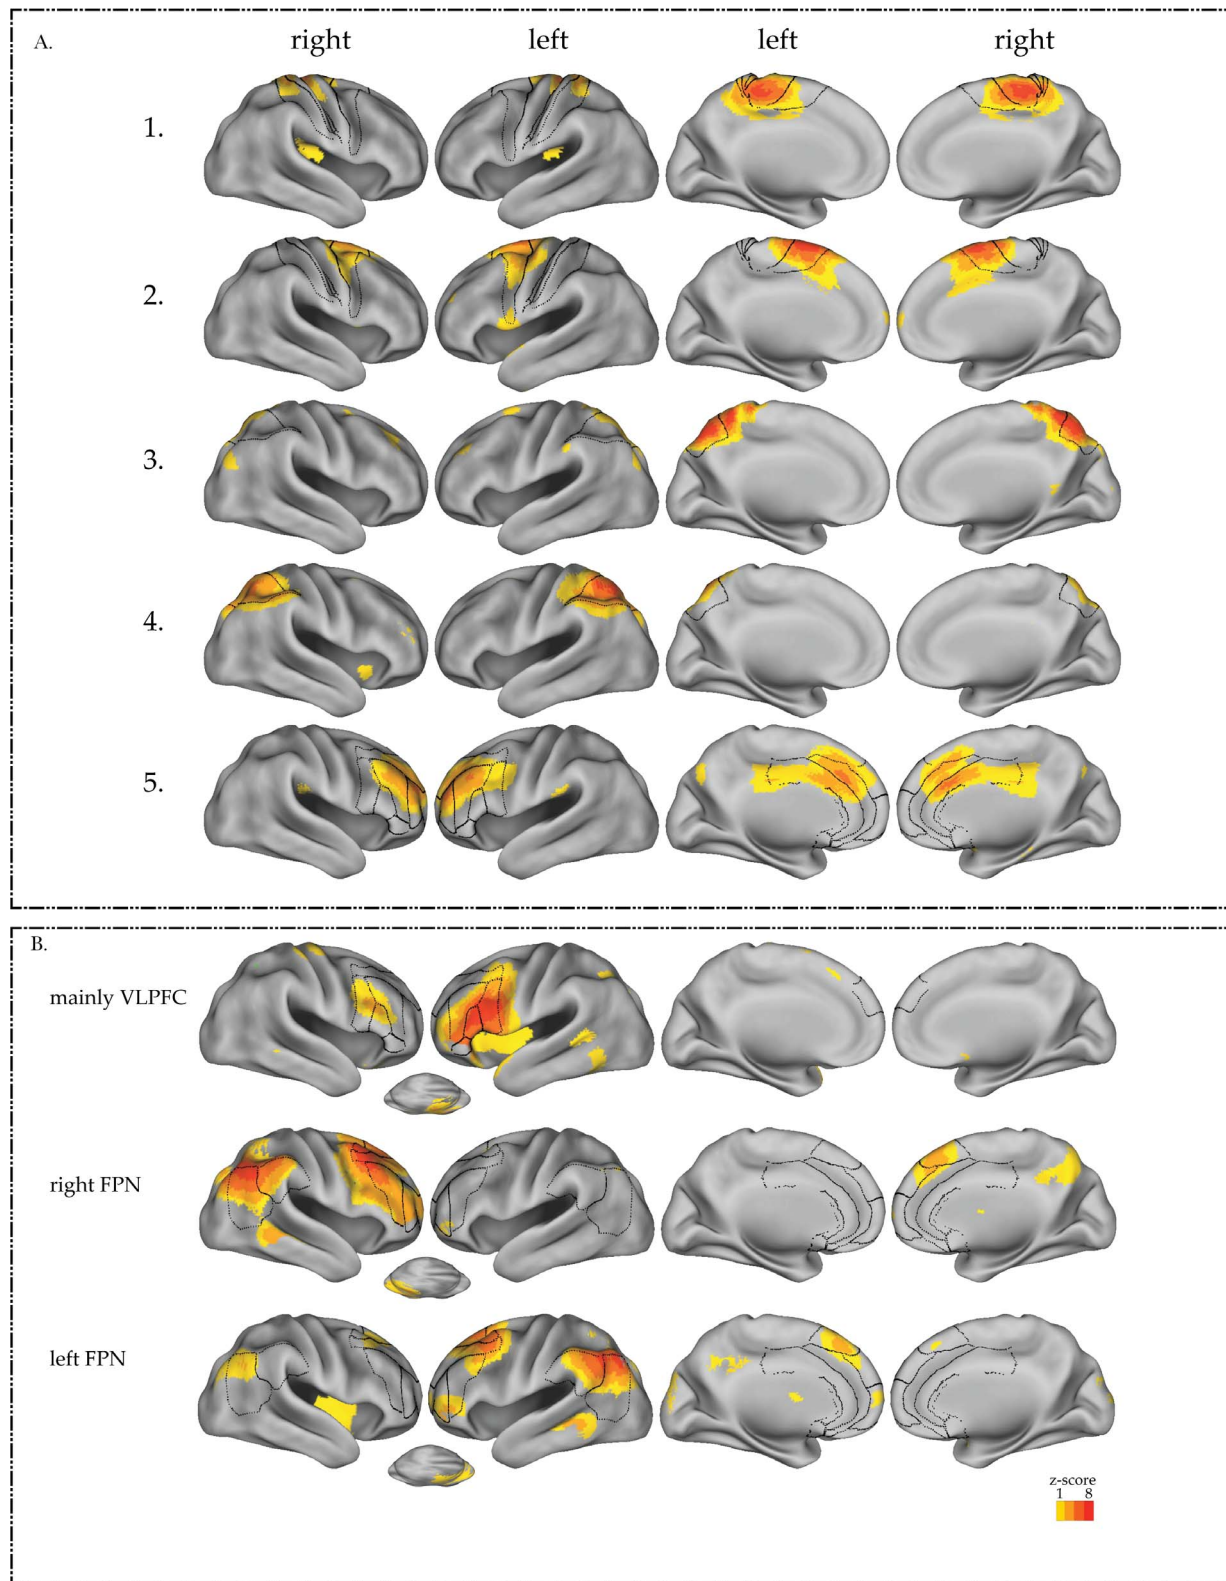 A.
right left left right
1.
2.
3.
4.
5.
B.
mainly VLPFC
right FPN
left FPN
z-score
1 8